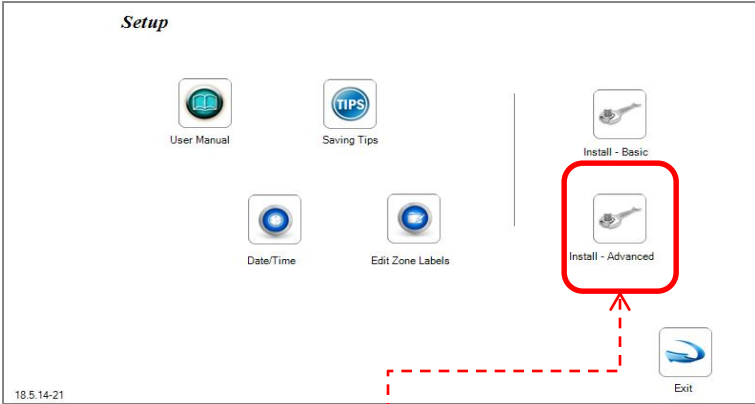 Setup
TIPS
User Manual
Saving Tips
Install - Basic
Date/Time
Edit Zone Labels
Install - Advanced
Exit
18.5.14-21